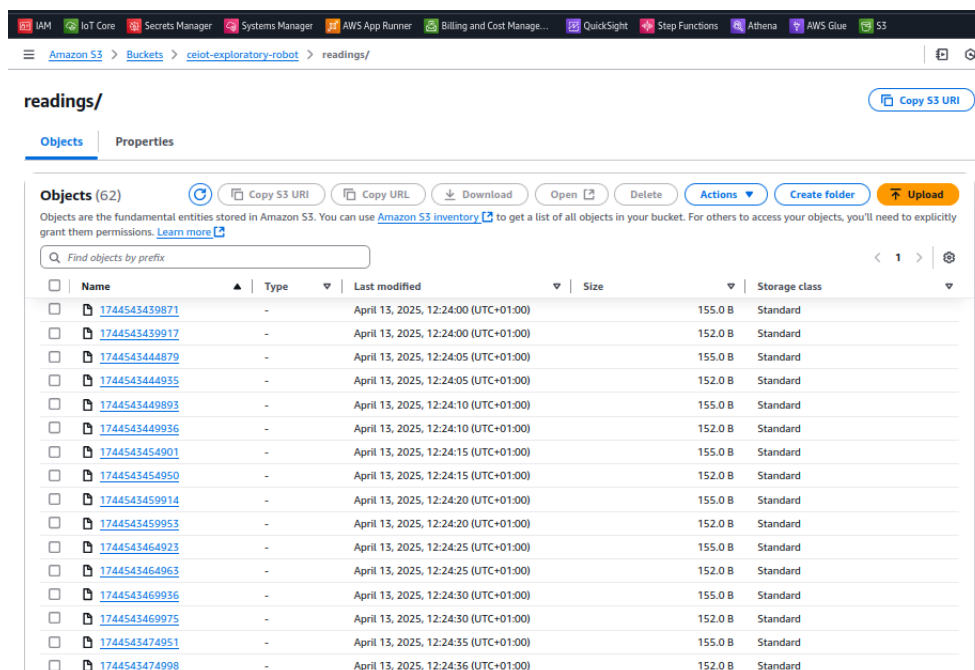 IAM IoT Core Secrets Manager Systems Manager AWS App Runner Billing and Cost Manage... QuickSight Step Functions Athena AWS Glue S3
Amazon S3 > Buckets > ceiot-exploratory-robot > readings/
readings/
Copy S3 URI
Objects Properties
Objects (62) Copy S3 URI Copy URL Download Open Delete Actions Create folder Upload
Objects are the fundamental entities stored in Amazon S3. You can use Amazon S3 inventory to get a list of all objects in your bucket. For others to access your objects, you'll need to explicitly
grant them permissions. Learn more
Find objects by prefix
< 1 >
Name Type Last modified Size Storage class
1744543439871 - April 13, 2025, 12:24:00 (UTC+01:00) 155.0 B Standard
1744543439917 - April 13, 2025, 12:24:00 (UTC+01:00) 152.0 B Standard
1744543444879 - April 13, 2025, 12:24:05 (UTC+01:00) 155.0 B Standard
1744543444935 - April 13, 2025, 12:24:05 (UTC+01:00) 152.0 B Standard
1744543449893 - April 13, 2025, 12:24:10 (UTC+01:00) 155.0 B Standard
1744543449936 - April 13, 2025, 12:24:10 (UTC+01:00) 152.0 B Standard
1744543454901 - April 13, 2025, 12:24:15 (UTC+01:00) 155.0 B Standard
1744543454950 - April 13, 2025, 12:24:15 (UTC+01:00) 152.0 B Standard
1744543459914 - April 13, 2025, 12:24:20 (UTC+01:00) 155.0 B Standard
1744543459953 - April 13, 2025, 12:24:20 (UTC+01:00) 152.0 B Standard
1744543464923 - April 13, 2025, 12:24:25 (UTC+01:00) 155.0 B Standard
1744543464963 - April 13, 2025, 12:24:25 (UTC+01:00) 152.0 B Standard
1744543469936 - April 13, 2025, 12:24:30 (UTC+01:00) 155.0 B Standard
1744543469975 - April 13, 2025, 12:24:30 (UTC+01:00) 152.0 B Standard
1744543474951 - April 13, 2025, 12:24:35 (UTC+01:00) 155.0 B Standard
1744543474998 - April 13, 2025, 12:24:36 (UTC+01:00) 152.0 B Standard